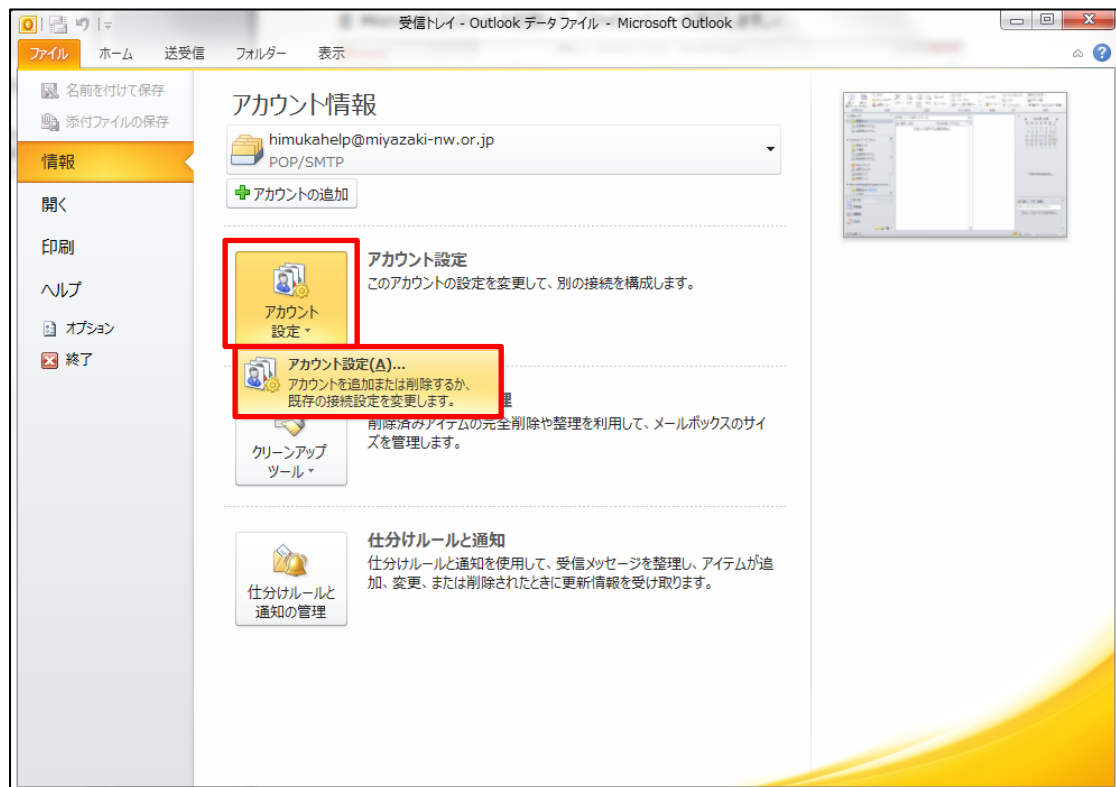 受信トレイ - Outlook データ ファイル - Microsoft Outlook
ファイル ホーム 送受信 フォルダー 表示
名前を付けて保存
添付ファイルの保存
情報
開く
印刷
ヘルプ
オプション
終了
アカウント情報
himukahelp@miyazaki-nw.or.jp
POP/SMTP
アカウントの追加
アカウント
設定
アカウント設定
このアカウントの設定を変更して、別の接続を構成します。
アカウント設定(A)...
アカウントを追加または削除するか、
既存の接続設定を変更します。
理
削除済みアイテムの完全削除や整理を利用して、メールボックスのサイ
ズを管理します。
クリーンアップ
ツール
仕分けルールと
通知の管理
仕分けルールと通知
仕分けルールと通知を使用して、受信メッセージを整理し、アイテムが追
加、変更、または削除されたときに更新情報を受け取ります。